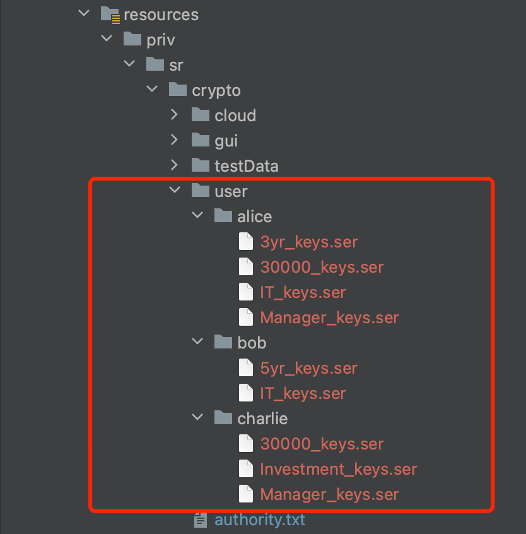 resources
priv
sr
crypto
cloud
gui
testData
user
alice
3yr_keys.ser
30000_keys.ser
IT_keys.ser
Manager_keys.ser
bob
5yr_keys.ser
IT_keys.ser
charlie
30000_keys.ser
Investment_keys.ser
Manager_keys.ser
authority.txt